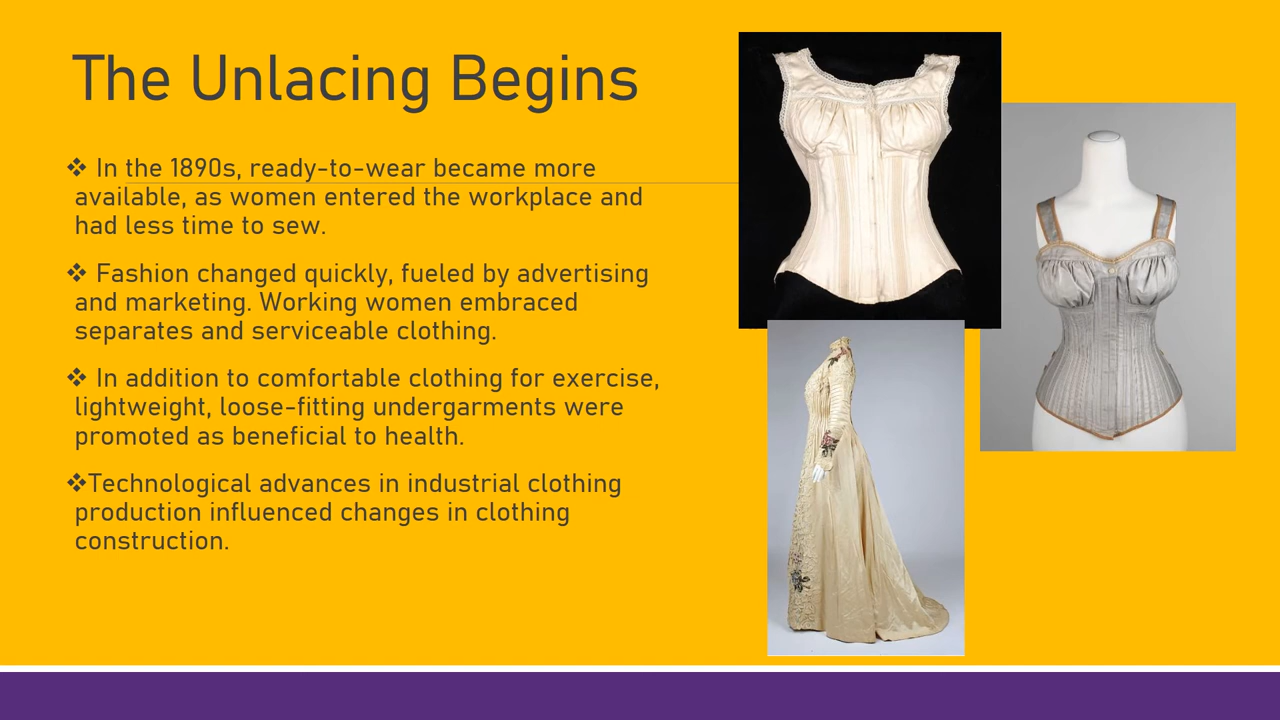 The Unlacing Begins
❖ In the 1890s, ready-to-wear became more
available, as women entered the workplace and
had less time to sew.
❖ Fashion changed quickly, fueled by advertising
and marketing. Working women embraced
separates and serviceable clothing.
❖ In addition to comfortable clothing for exercise,
lightweight, loose-fitting undergarments were
promoted as beneficial to health.
❖Technological advances in industrial clothing
production influenced changes in clothing
construction.